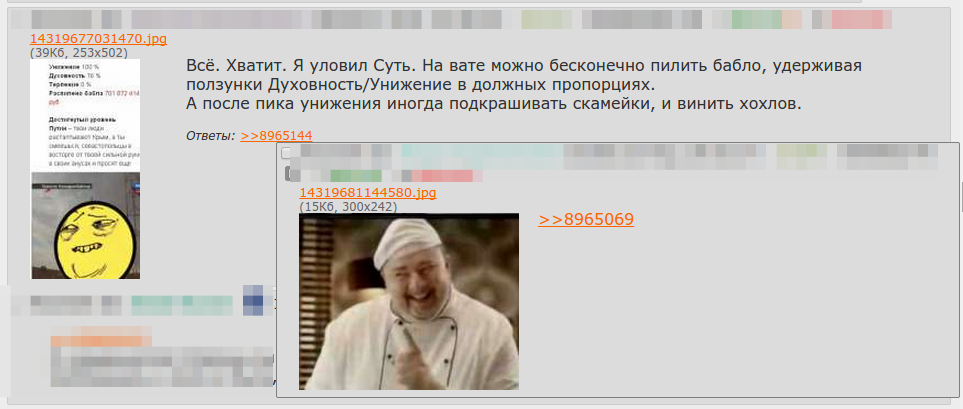 14319677031470.jpg
(39Кб, 253x502)
Унижение 100 %
Духовность 78 %
Терпение 0 %
Распилено бабла 701 872 414
руб
Достигнутый уровень
Путин – твои люди
растаптывают Крым, а ты
смеешься, севастопольцы в
восторге от твоей сильной руки
в своих анусах и просят еще
Всё. Хватит. Я уловил Суть. На вате можно бесконечно пилить бабло, удерживая
ползунки Духовность/Унижение в должных пропорциях.
А после пика унижения иногда подкрашивать скамейки, и винить хохлов.
Ответы: >>8965144
14319681144580.jpg
(15Кб, 300x242)
>>8965069